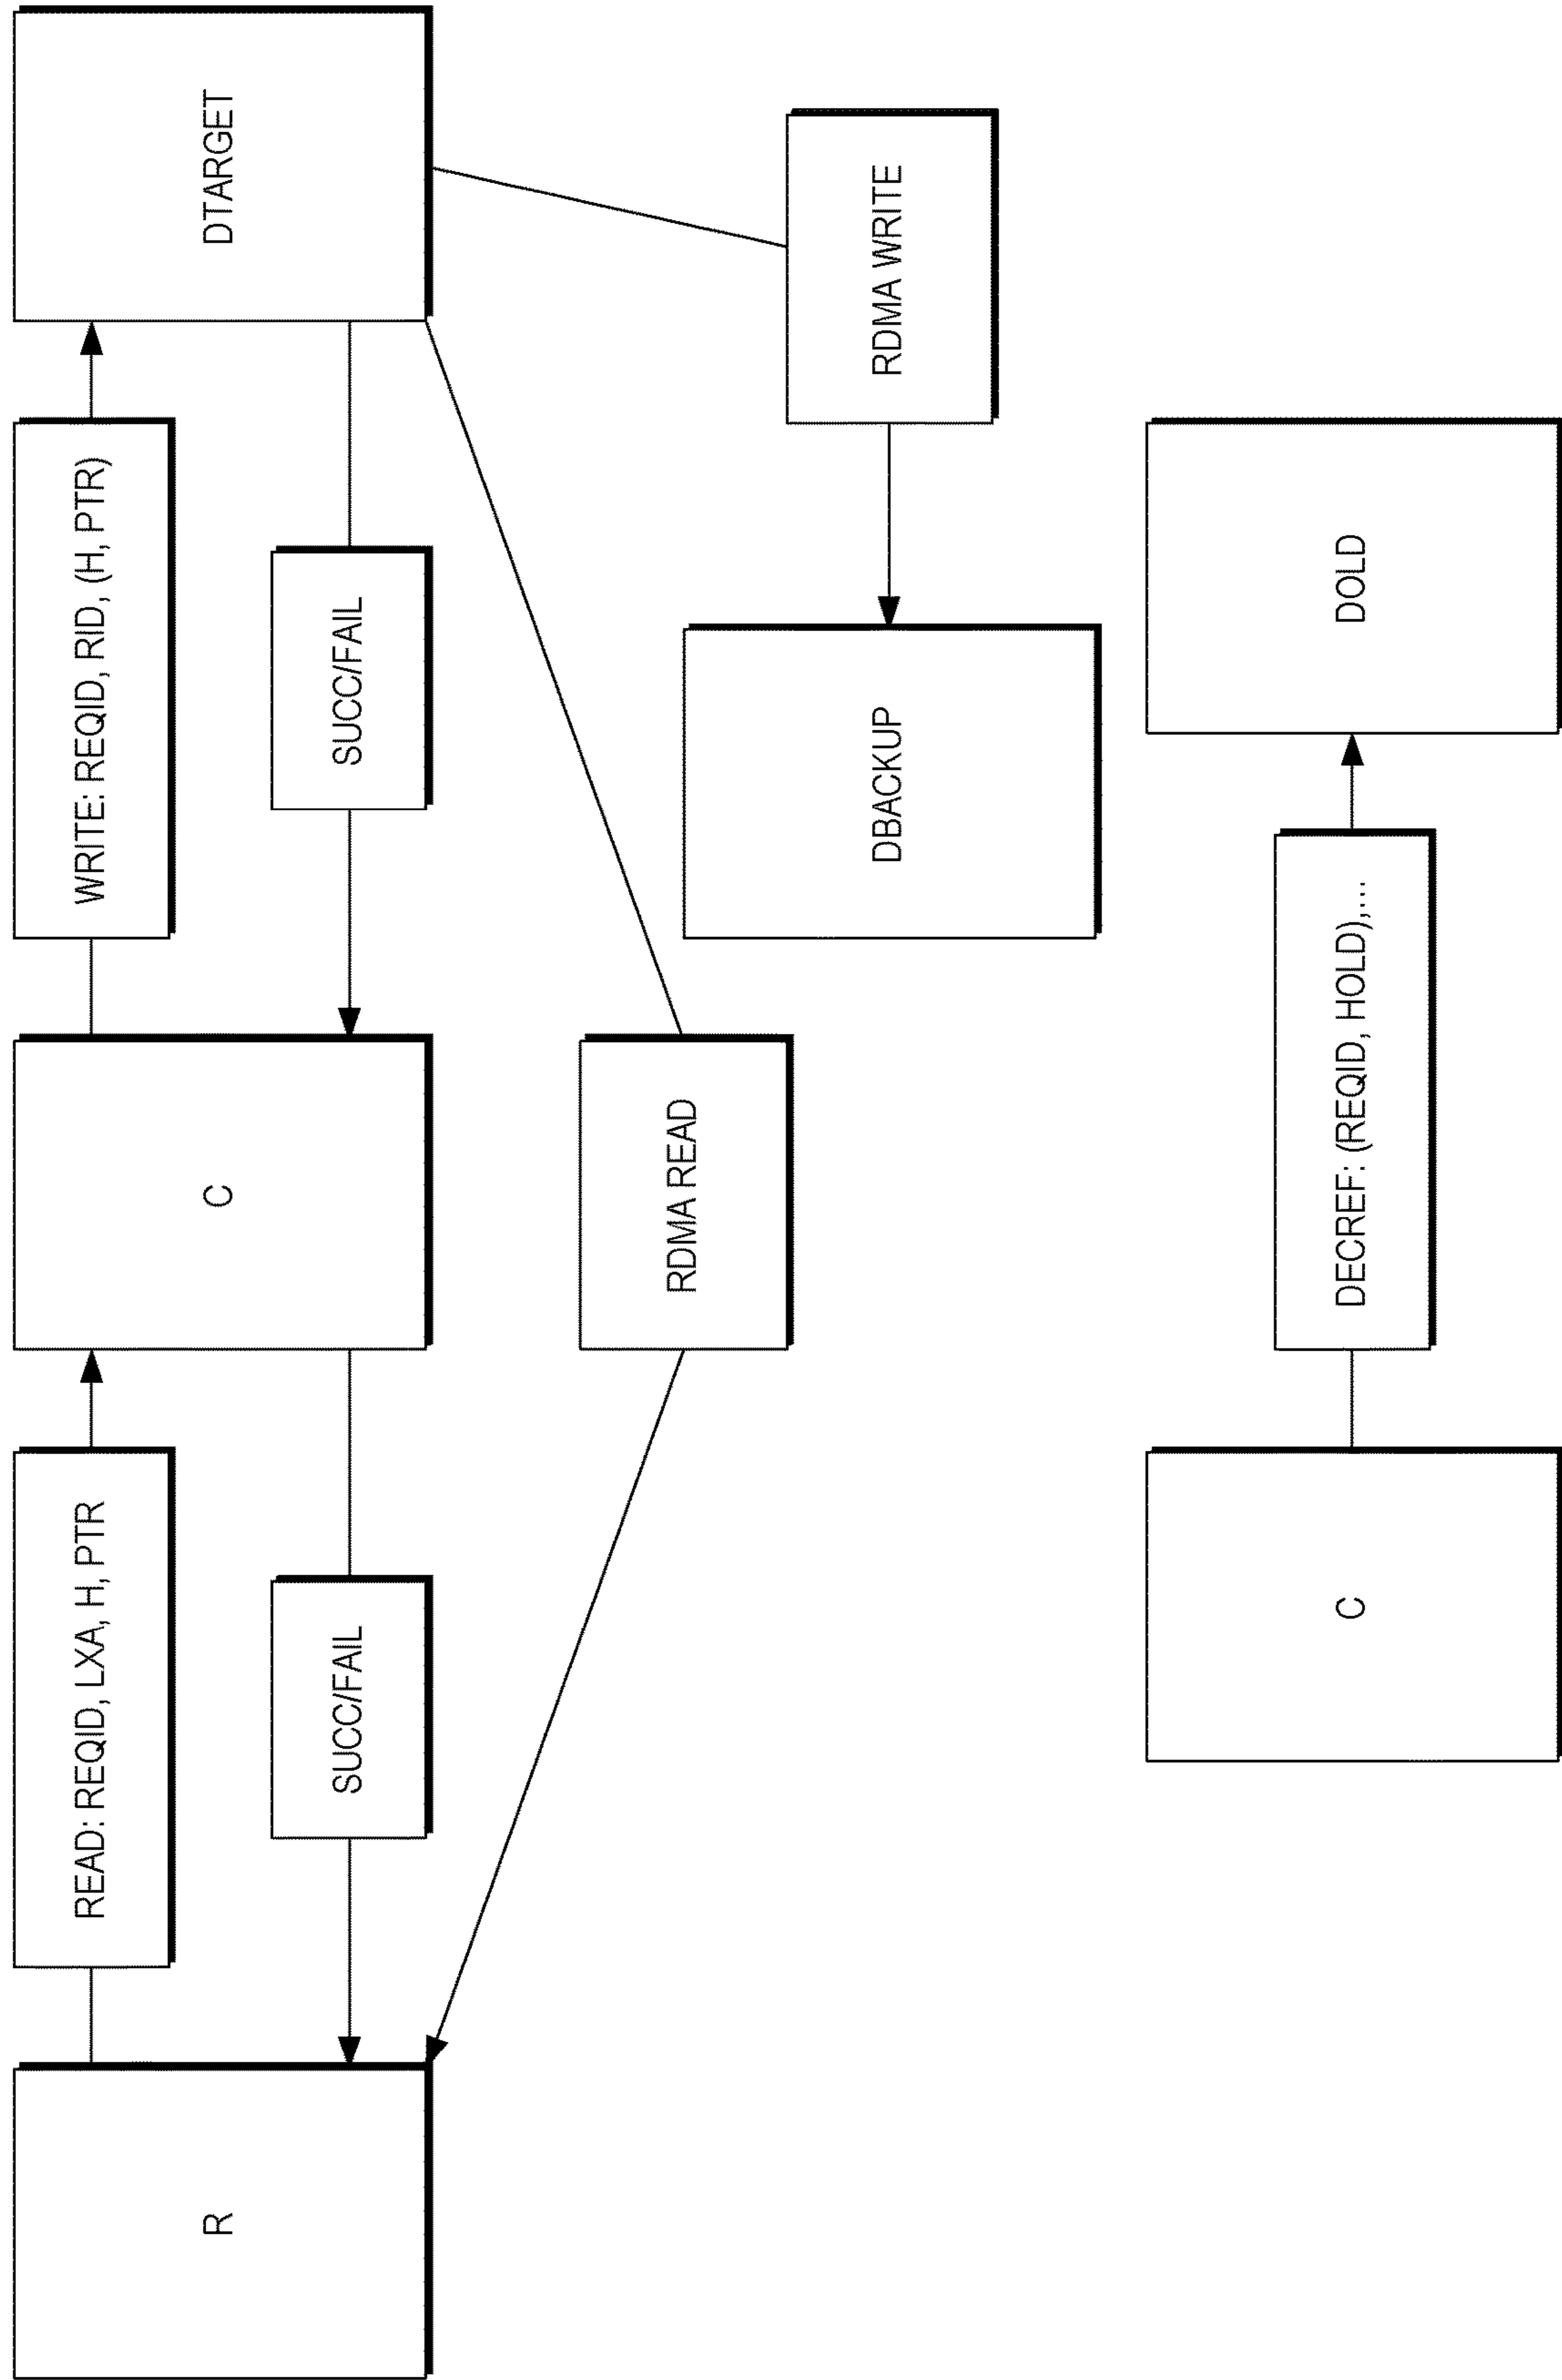 R
READ: REQID, LXA, H, PTR
C
WRITE: REQID, RID, (H, PTR)
DTARGET
SUCC/FAIL
SUCC/FAIL
RDMA READ
RDMA WRITE
DBACKUP
C
DECREF: (REQID, HOLD),...
DOLD